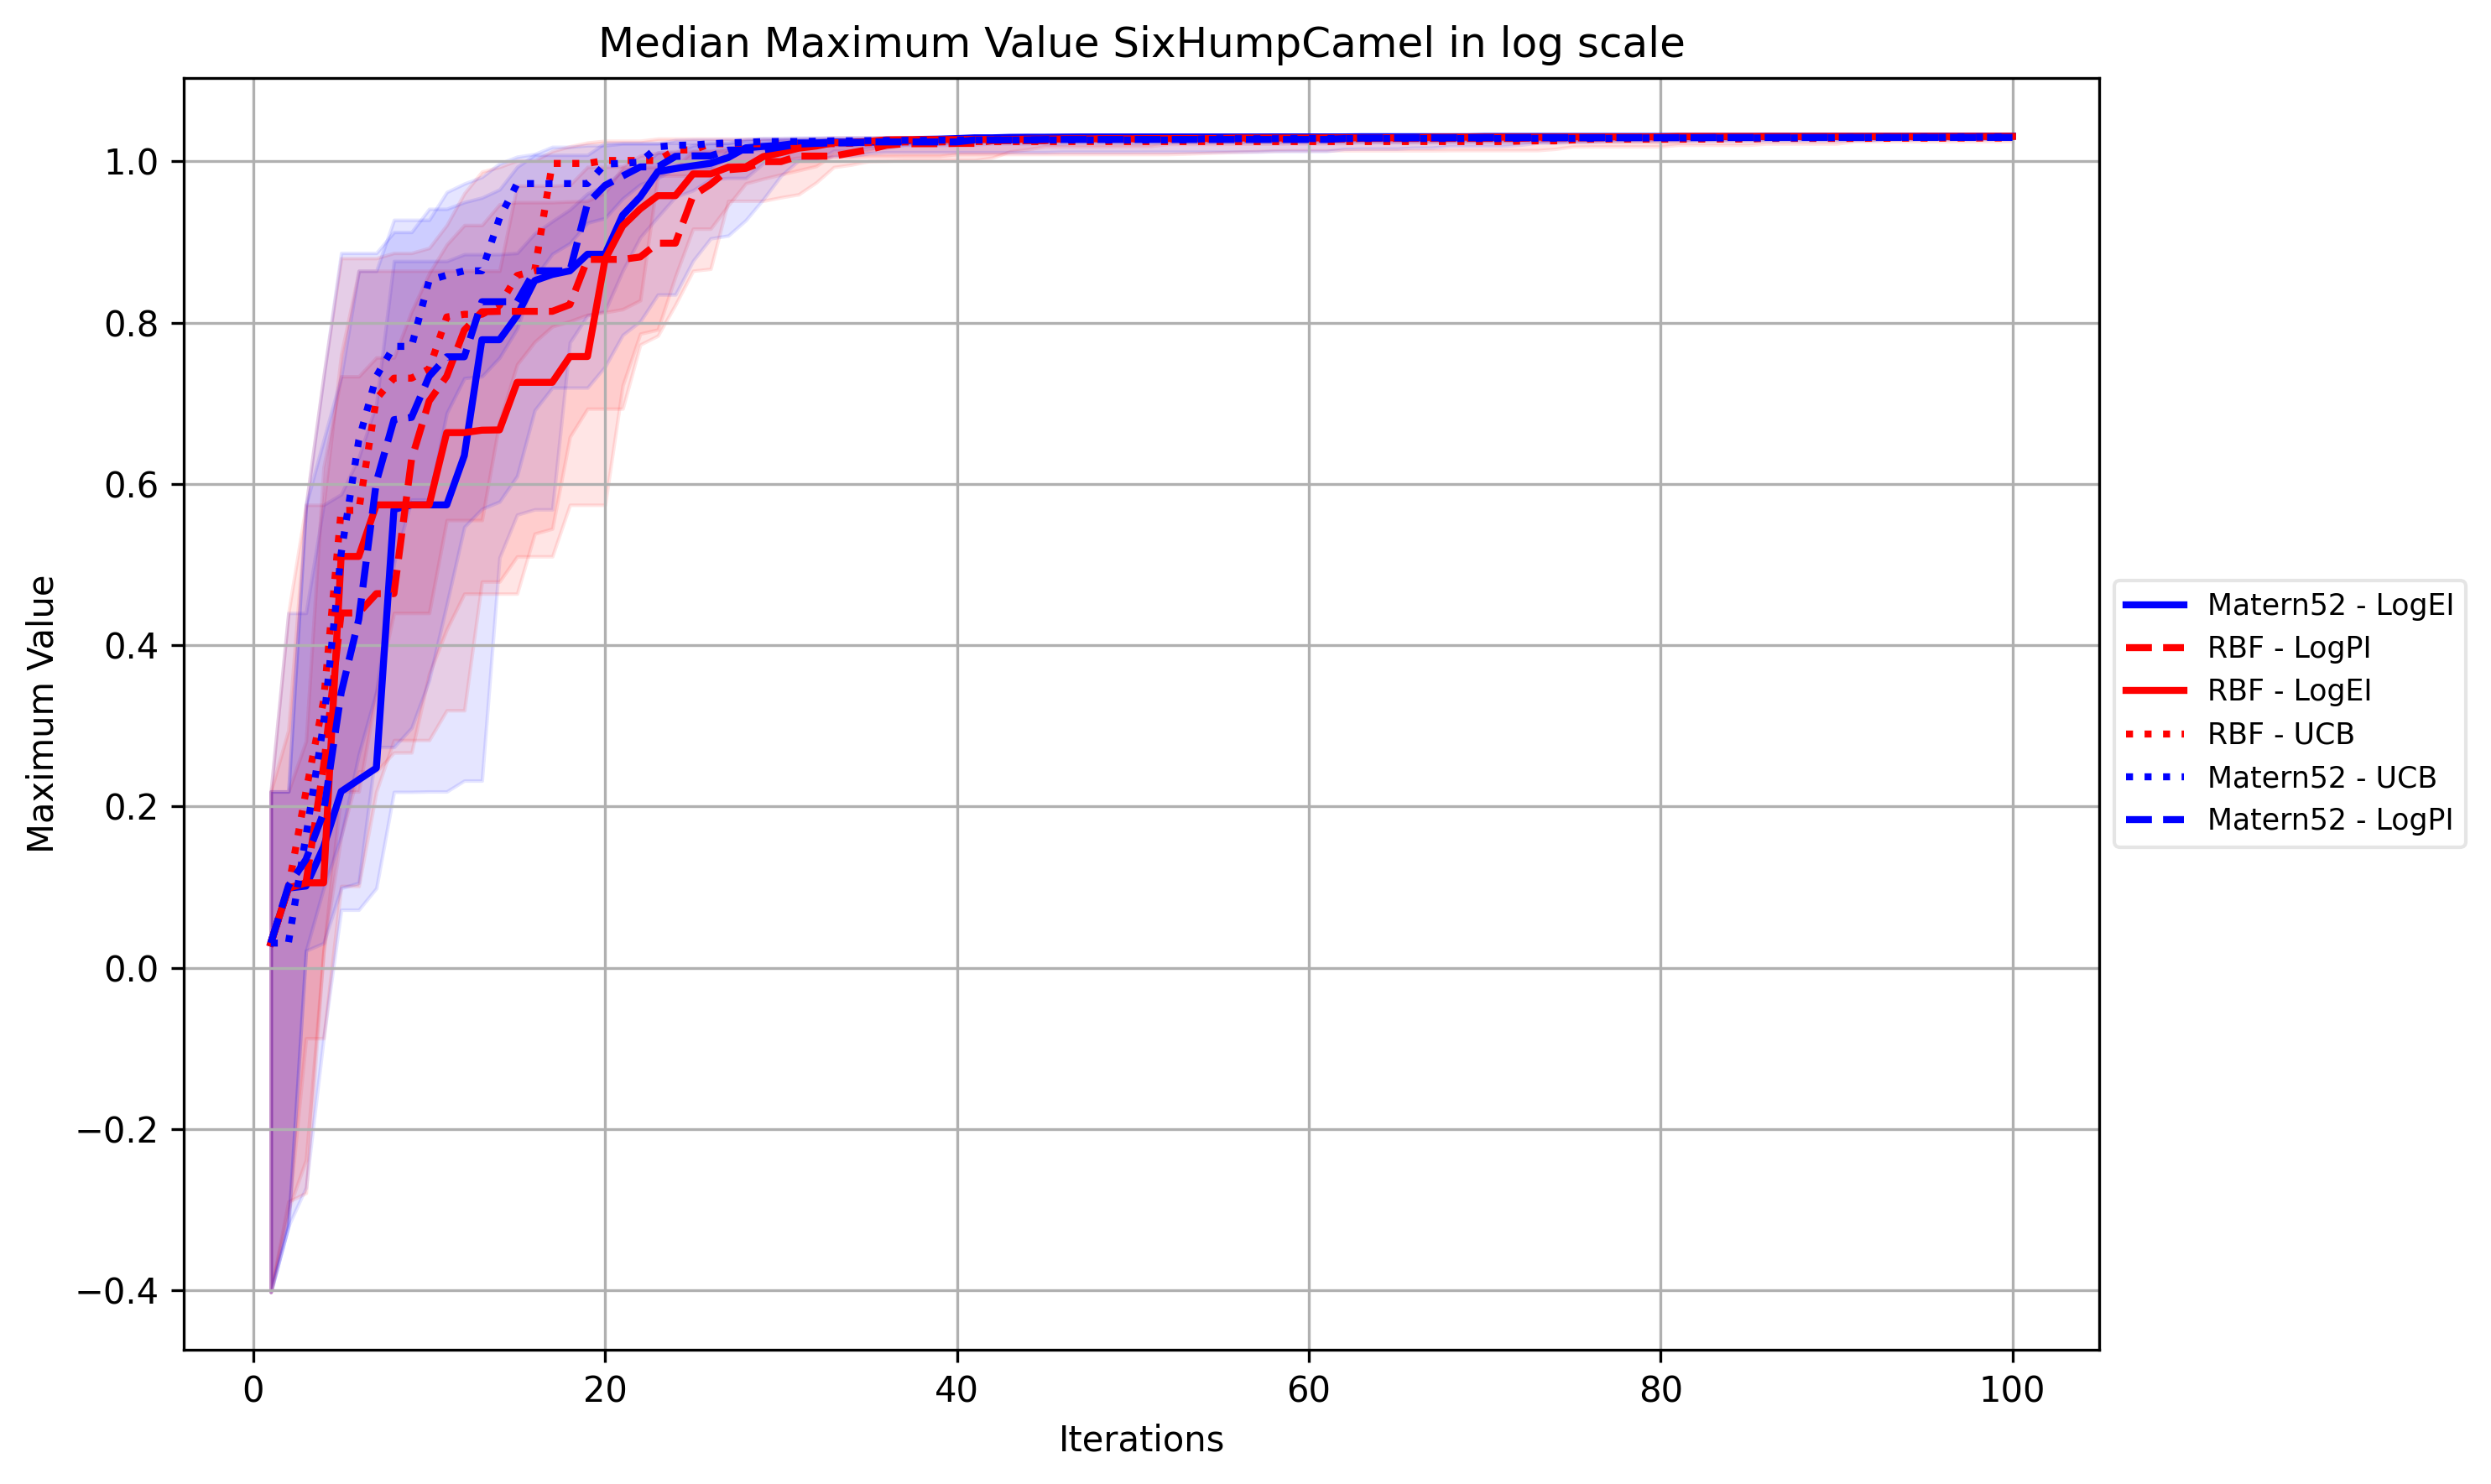 Median Maximum Value SixHumpCamel in log scale
Maximum Value
1.0
0.8
0.6
0.4
0.2
0.0
−0.2
−0.4
0 20 40 60 80 100
Iterations
Matern52 - LogEI
RBF - LogPI
RBF - LogEI
RBF - UCB
Matern52 - UCB
Matern52 - LogPI